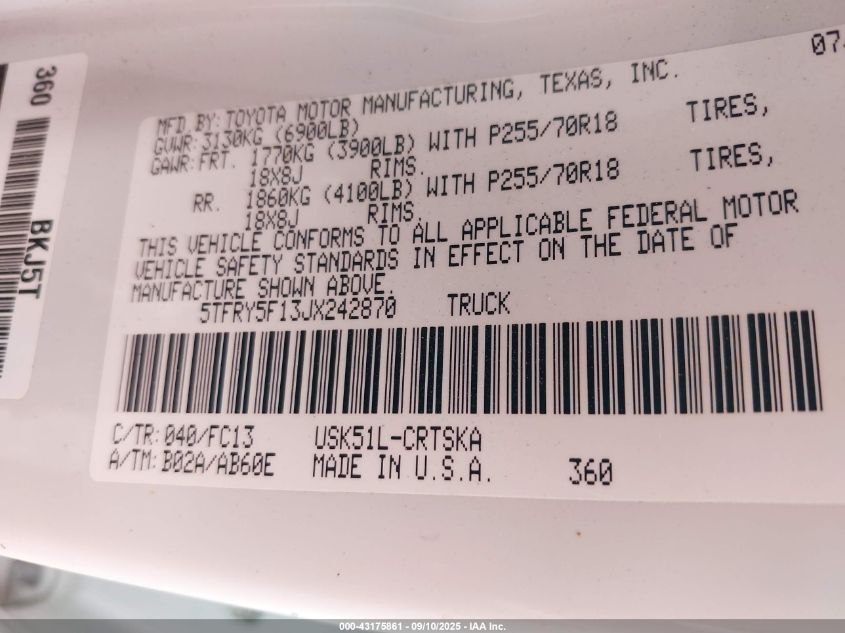 360
BKJ5T
07
MFD BY: TOYOTA MOTOR MANUFACTURING, TEXAS, INC.
GVWR: 3130KG (6900LB)
GAWR: FRT. 1770KG (3900LB) WITH P255/70R18 TIRES,
18X8J RIMS.
RR. 1860KG (4100LB) WITH P255/70R18 TIRES,
18X8J RIMS.
THIS VEHICLE CONFORMS TO ALL APPLICABLE FEDERAL MOTOR
VEHICLE SAFETY STANDARDS IN EFFECT ON THE DATE OF
MANUFACTURE SHOWN ABOVE.
5TFRY5F13JX242870 TRUCK
C/TR: 040/FC13 USK51L-CRTSKA
A/TM: B02A/AB60E MADE IN U.S.A. 360
000-43175861 - 09/10/2025 - IAA Inc.